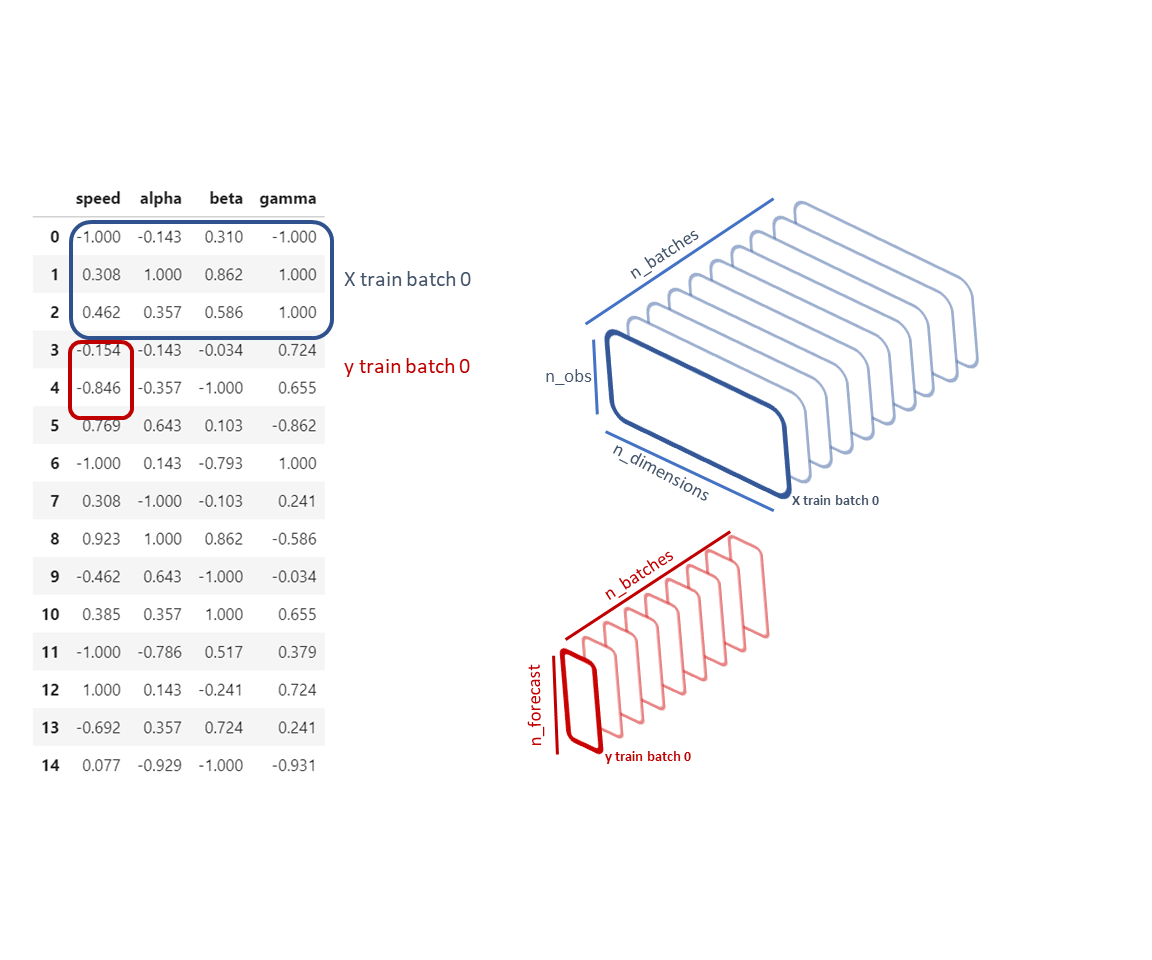 speed alpha beta gamma
0 -1.000 -0.143 0.310 -1.000
1 0.308 1.000 0.862 1.000
2 0.462 0.357 0.586 1.000
3 -0.154 -0.143 -0.034 0.724
4 -0.846 -0.357 -1.000 0.655
5 0.769 0.643 0.103 -0.862
6 -1.000 0.143 -0.793 1.000
7 0.308 -1.000 -0.103 0.241
8 0.923 1.000 0.862 -0.586
9 -0.462 0.643 -1.000 -0.034
10 0.385 0.357 1.000 0.655
11 -1.000 -0.786 0.517 0.379
12 1.000 0.143 -0.241 0.724
13 -0.692 0.357 0.724 0.241
14 0.077 -0.929 -1.000 -0.931
X train batch 0
y train batch 0
n_batches
n_obs
n_dimensions
X train batch 0
n_batches
n_forecast
y train batch 0